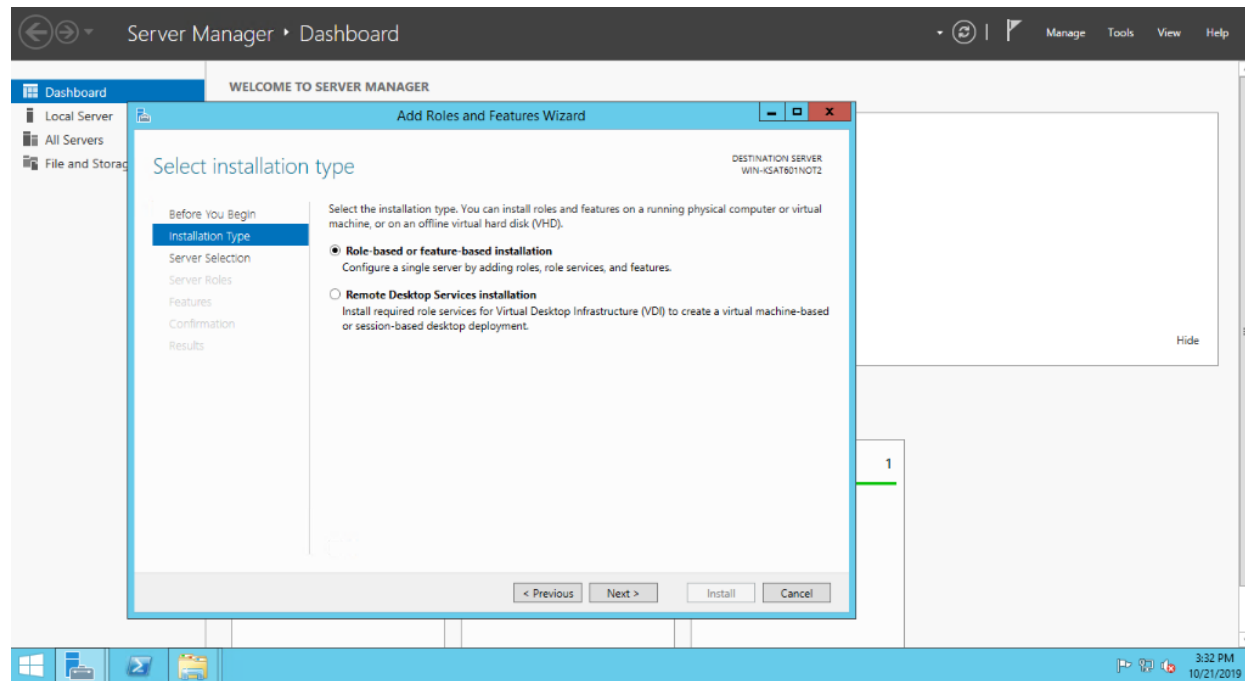 Server Manager • Dashboard
Manage Tools View Help
Dashboard
Local Server
All Servers
File and Storag
WELCOME TO SERVER MANAGER
Add Roles and Features Wizard
Select installation type
DESTINATION SERVER
WIN-KSAT601NOT2
Before You Begin
Installation Type
Server Selection
Server Roles
Features
Confirmation
Results
Select the installation type. You can install roles and features on a running physical computer or virtual
machine, or on an offline virtual hard disk (VHD).
Role-based or feature-based installation
Configure a single server by adding roles, role services, and features.
Remote Desktop Services installation
Install required role services for Virtual Desktop Infrastructure (VDI) to create a virtual machine-based
or session-based desktop deployment.
Hide
1
< Previous Next > Install Cancel
3:32 PM
10/21/2019